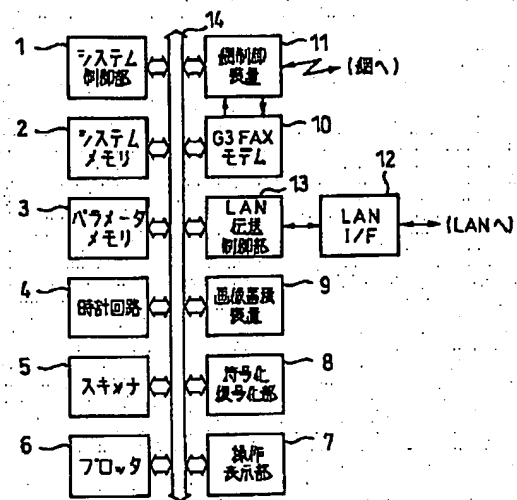 14
1
システム
制御部
11
網制御
装置
(網へ)
2
システム
メモリ
10
G3 FAX
モデム
3
パラメータ
メモリ
13
LAN
伝送
制御部
12
LAN
I/F
(LANへ)
4
時計回路
9
画像蓄積
装置
5
スキャナ
8
符号化
復号化部
6
プロッタ
7
操作
表示部